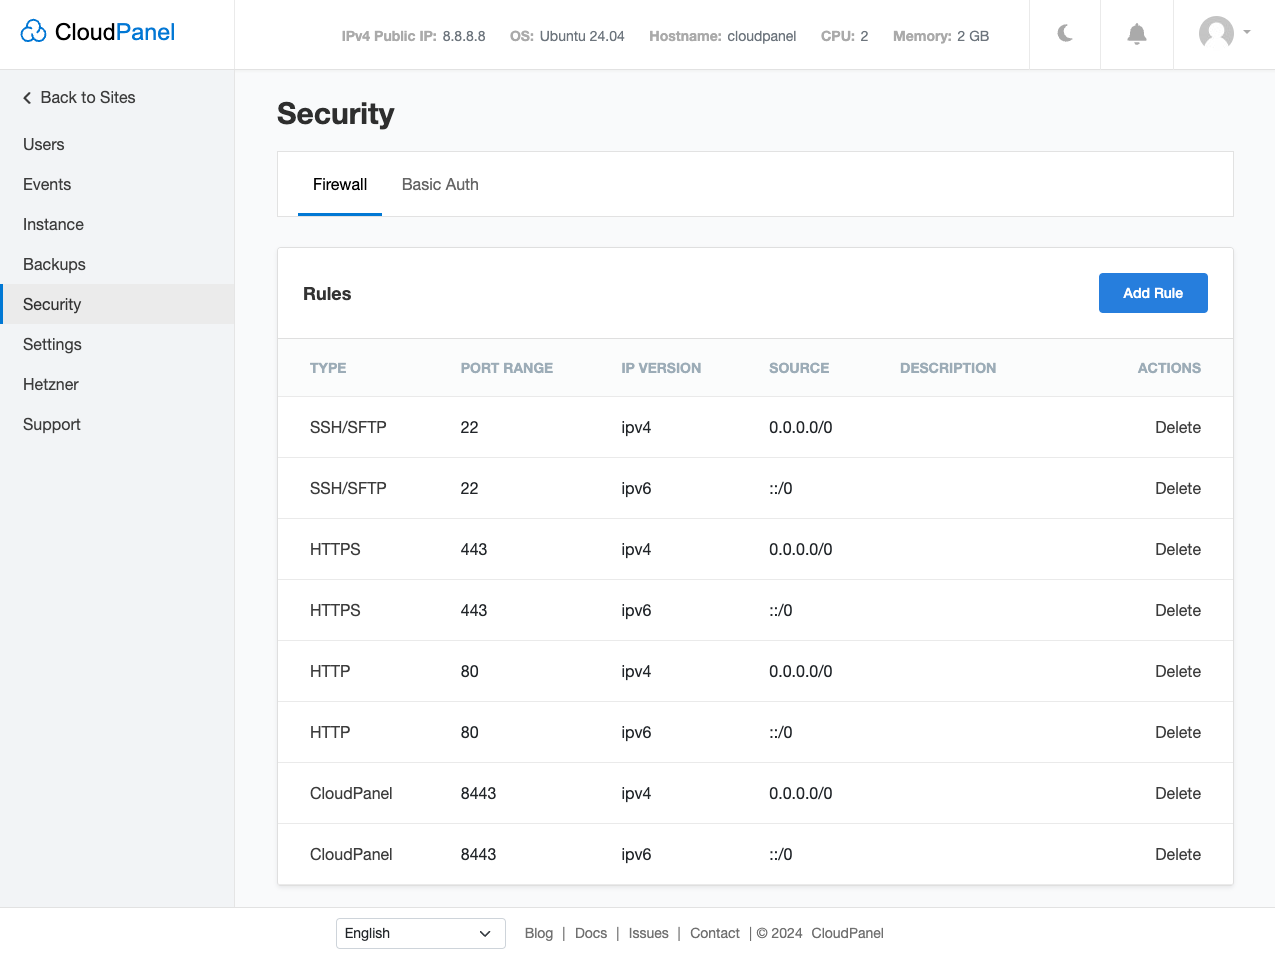 CloudPanel
IPv4 Public IP: 8.8.8.8 OS: Ubuntu 24.04 Hostname: cloudpanel CPU: 2 Memory: 2 GB
Back to Sites
Users
Events
Instance
Backups
Security
Settings
Hetzner
Support
Security
Firewall Basic Auth
Rules Add Rule
TYPE PORT RANGE IP VERSION SOURCE DESCRIPTION ACTIONS
SSH/SFTP 22 ipv4 0.0.0.0/0 Delete
SSH/SFTP 22 ipv6 ::/0 Delete
HTTPS 443 ipv4 0.0.0.0/0 Delete
HTTPS 443 ipv6 ::/0 Delete
HTTP 80 ipv4 0.0.0.0/0 Delete
HTTP 80 ipv6 ::/0 Delete
CloudPanel 8443 ipv4 0.0.0.0/0 Delete
CloudPanel 8443 ipv6 ::/0 Delete
English Blog | Docs | Issues | Contact | © 2024 CloudPanel